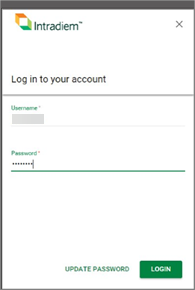 Intradiem™
Log in to your account
Username *
Password *
••••••••
UPDATE PASSWORD
LOGIN